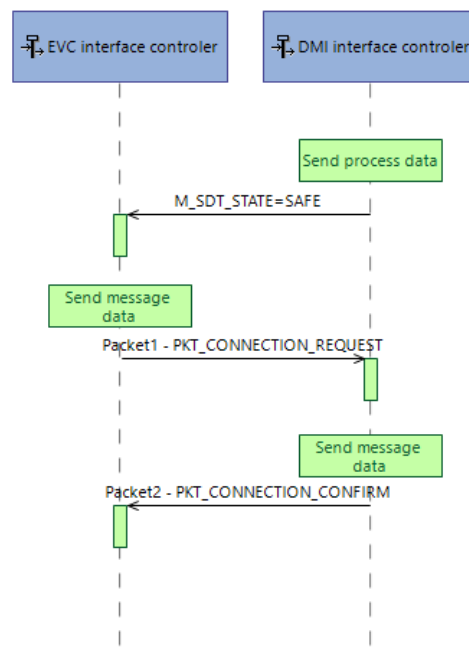 EVC interface controler
DMI interface controler
Send process data
M_SDT_STATE=SAFE
Send message
data
Packet1 - PKT_CONNECTION_REQUEST
Send message
data
Packet2 - PKT_CONNECTION_CONFIRM